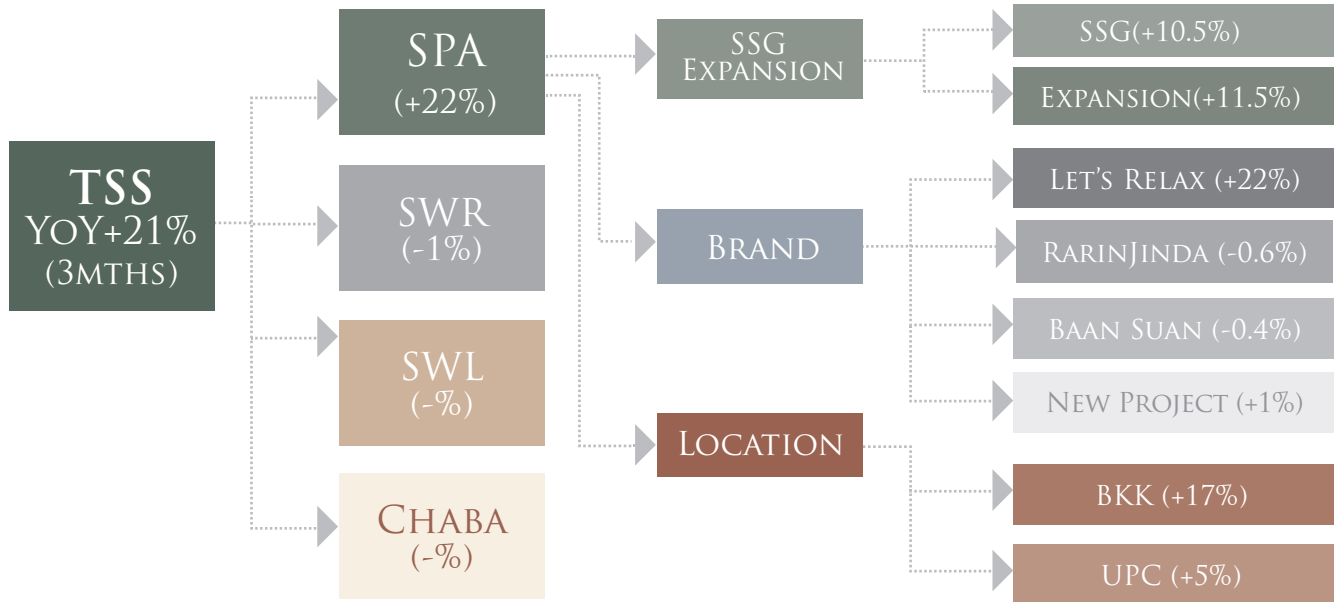 TSS
YoY+21%
(3mths)
SPA
(+22%)
SWR
(-1%)
SWL
(-%)
Chaba
(-%)
SSG
Expansion
Brand
Location
SSG(+10.5%)
Expansion(+11.5%)
Let's Relax (+22%)
RarinJinda (-0.6%)
Baan Suan (-0.4%)
New Project (+1%)
BKK (+17%)
UPC (+5%)